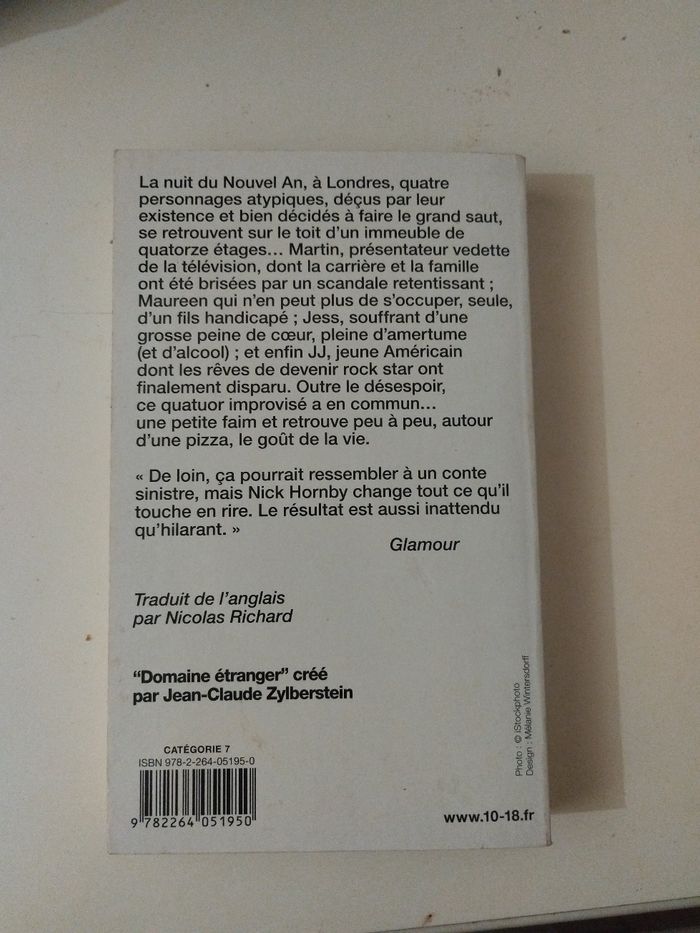 La nuit du Nouvel An, à Londres, quatre
personnages atypiques, déçus par leur
existence et bien décidés à faire le grand saut,
se retrouvent sur le toit d'un immeuble de
quatorze étages... Martin, présentateur vedette
de la télévision, dont la carrière et la famille
ont été brisées par un scandale retentissant ;
Maureen qui n'en peut plus de s'occuper, seule,
d'un fils handicapé ; Jess, souffrant d'une
grosse peine de cœur, pleine d'amertume
(et d'alcool) ; et enfin JJ, jeune Américain
dont les rêves de devenir rock star ont
finalement disparu. Outre le désespoir,
ce quatuor improvisé a en commun...
une petite faim et retrouve peu à peu, autour
d'une pizza, le goût de la vie.
« De loin, ça pourrait ressembler à un conte
sinistre, mais Nick Hornby change tout ce qu'il
touche en rire. Le résultat est aussi inattendu
qu'hilarant. »
Glamour
Traduit de l'anglais
par Nicolas Richard
"Domaine étranger" créé
par Jean-Claude Zylberstein
Photo : © iStockphoto
Design : Mélanie Wintersdorff
CATÉGORIE 7
ISBN 978-2-264-05195-0
9 782264 051950
www.10-18.fr